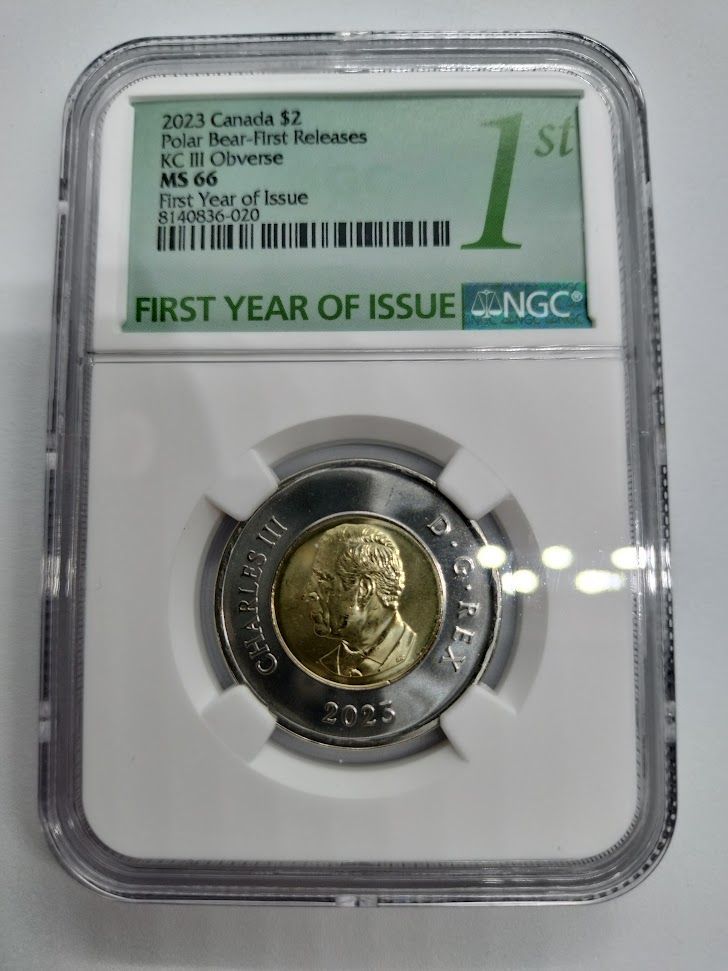 2023 Canada $2
Polar Bear-First Releases
KC III Obverse
MS 66
First Year of Issue
8140836-020
1st
FIRST YEAR OF ISSUE
NGC®
CHARLES III
D·G·REX
2023